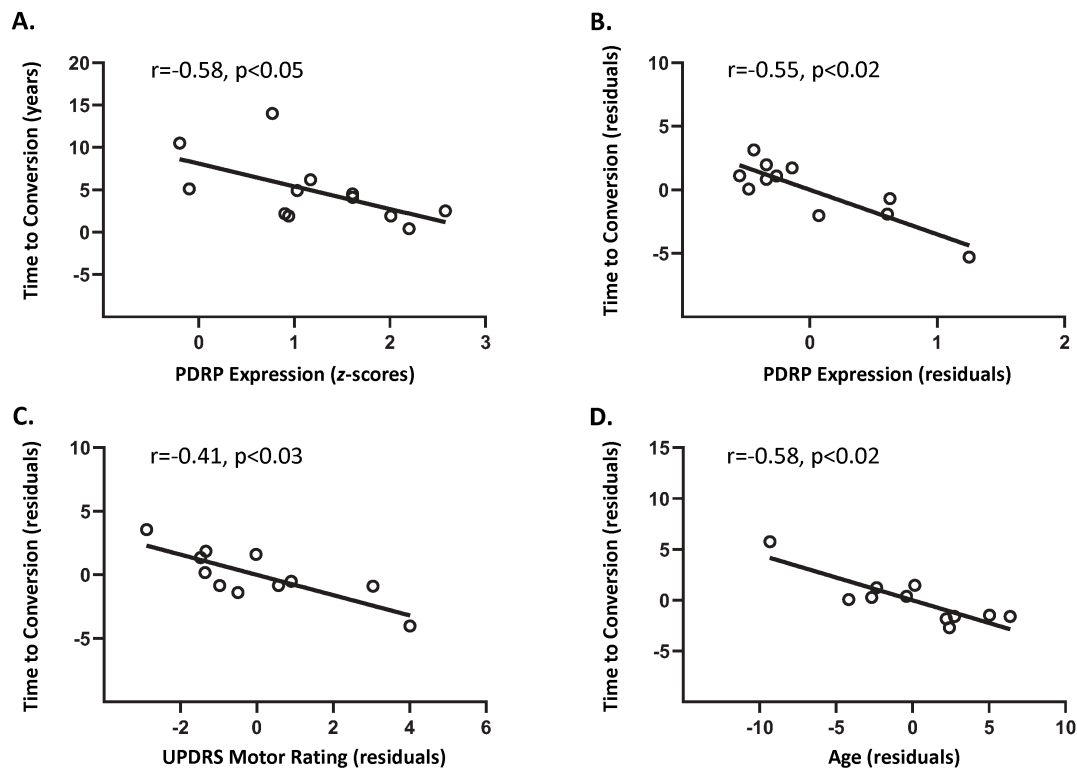 A.
r=-0.58, p<0.05
Time to Conversion (years)
20
15
10
5
0
-5
0
1
2
3
PDRP Expression (z-scores)
B.
r=-0.55, p<0.02
Time to Conversion (residuals)
10
5
0
-5
0
1
2
PDRP Expression (residuals)
C.
r=-0.41, p<0.03
Time to Conversion (residuals)
10
5
0
-5
-2
0
2
4
6
UPDRS Motor Rating (residuals)
D.
r=-0.58, p<0.02
Time to Conversion (residuals)
15
10
5
0
-5
-10
-5
0
5
10
Age (residuals)